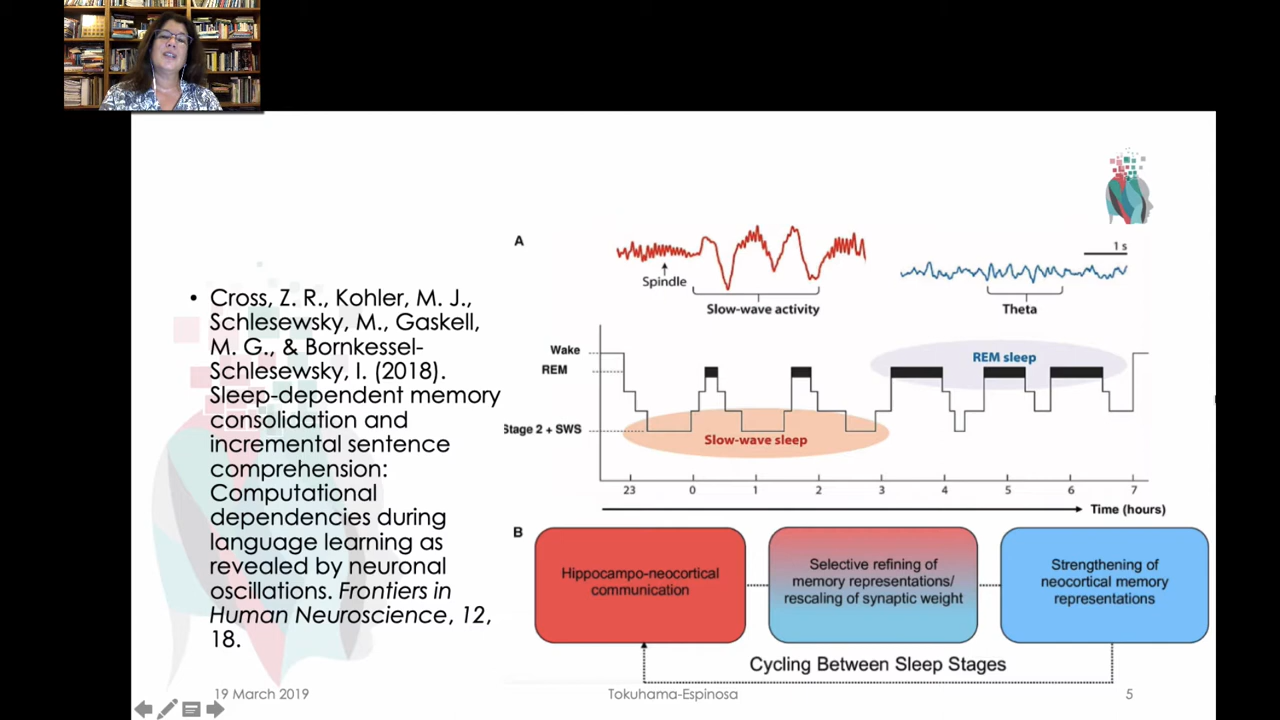 • Cross, Z. R., Kohler, M. J.,
Schlesewsky, M., Gaskell,
M. G., & Bornkessel-
Schlesewsky, I. (2018).
Sleep-dependent memory
consolidation and
incremental sentence
comprehension:
Computational
dependencies during
language learning as
revealed by neuronal
oscillations. Frontiers in
Human Neuroscience, 12,
18.
A
Spindle
Slow-wave activity
1 s
Theta
Wake
REM
Stage 2 + SWS
Slow-wave sleep
REM sleep
23 0 1 2 3 4 5 6 7
Time (hours)
B
Hippocampo-neocortical
communication
Selective refining of
memory representations/
rescaling of synaptic weight
Strengthening of
neocortical memory
representations
Cycling Between Sleep Stages
19 March 2019
Tokuhama-Espinosa
5